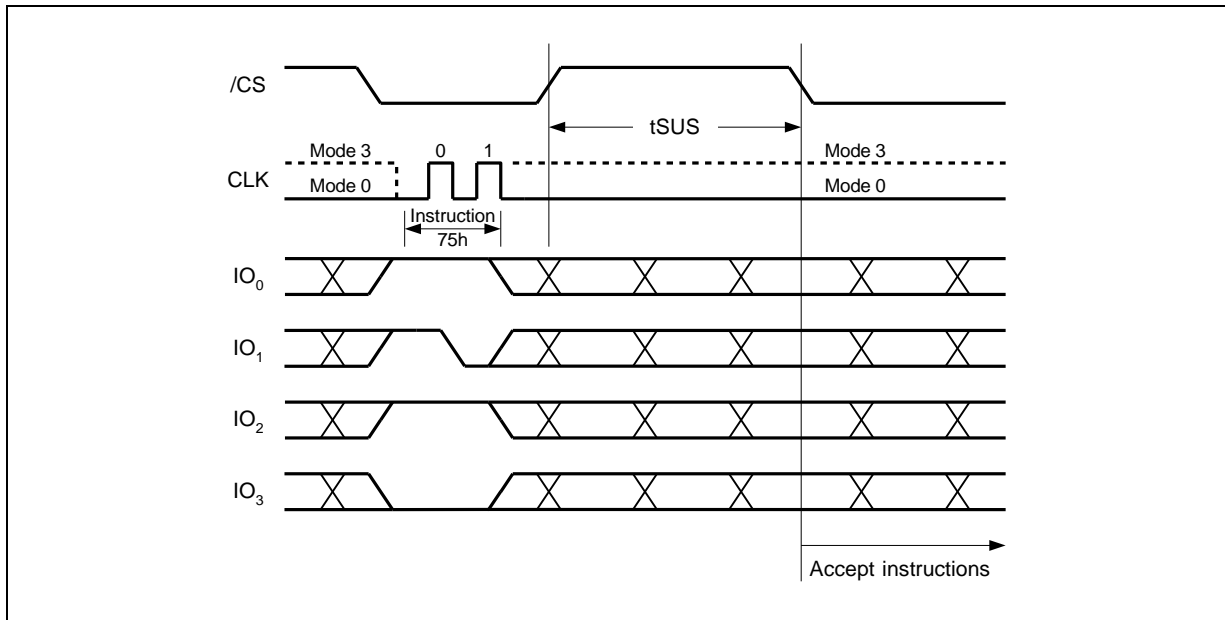 /CS
tSUS
Mode 3 0 1 Mode 3
CLK
Mode 0 Mode 0
Instruction
75h
IO0
IO1
IO2
IO3
Accept instructions